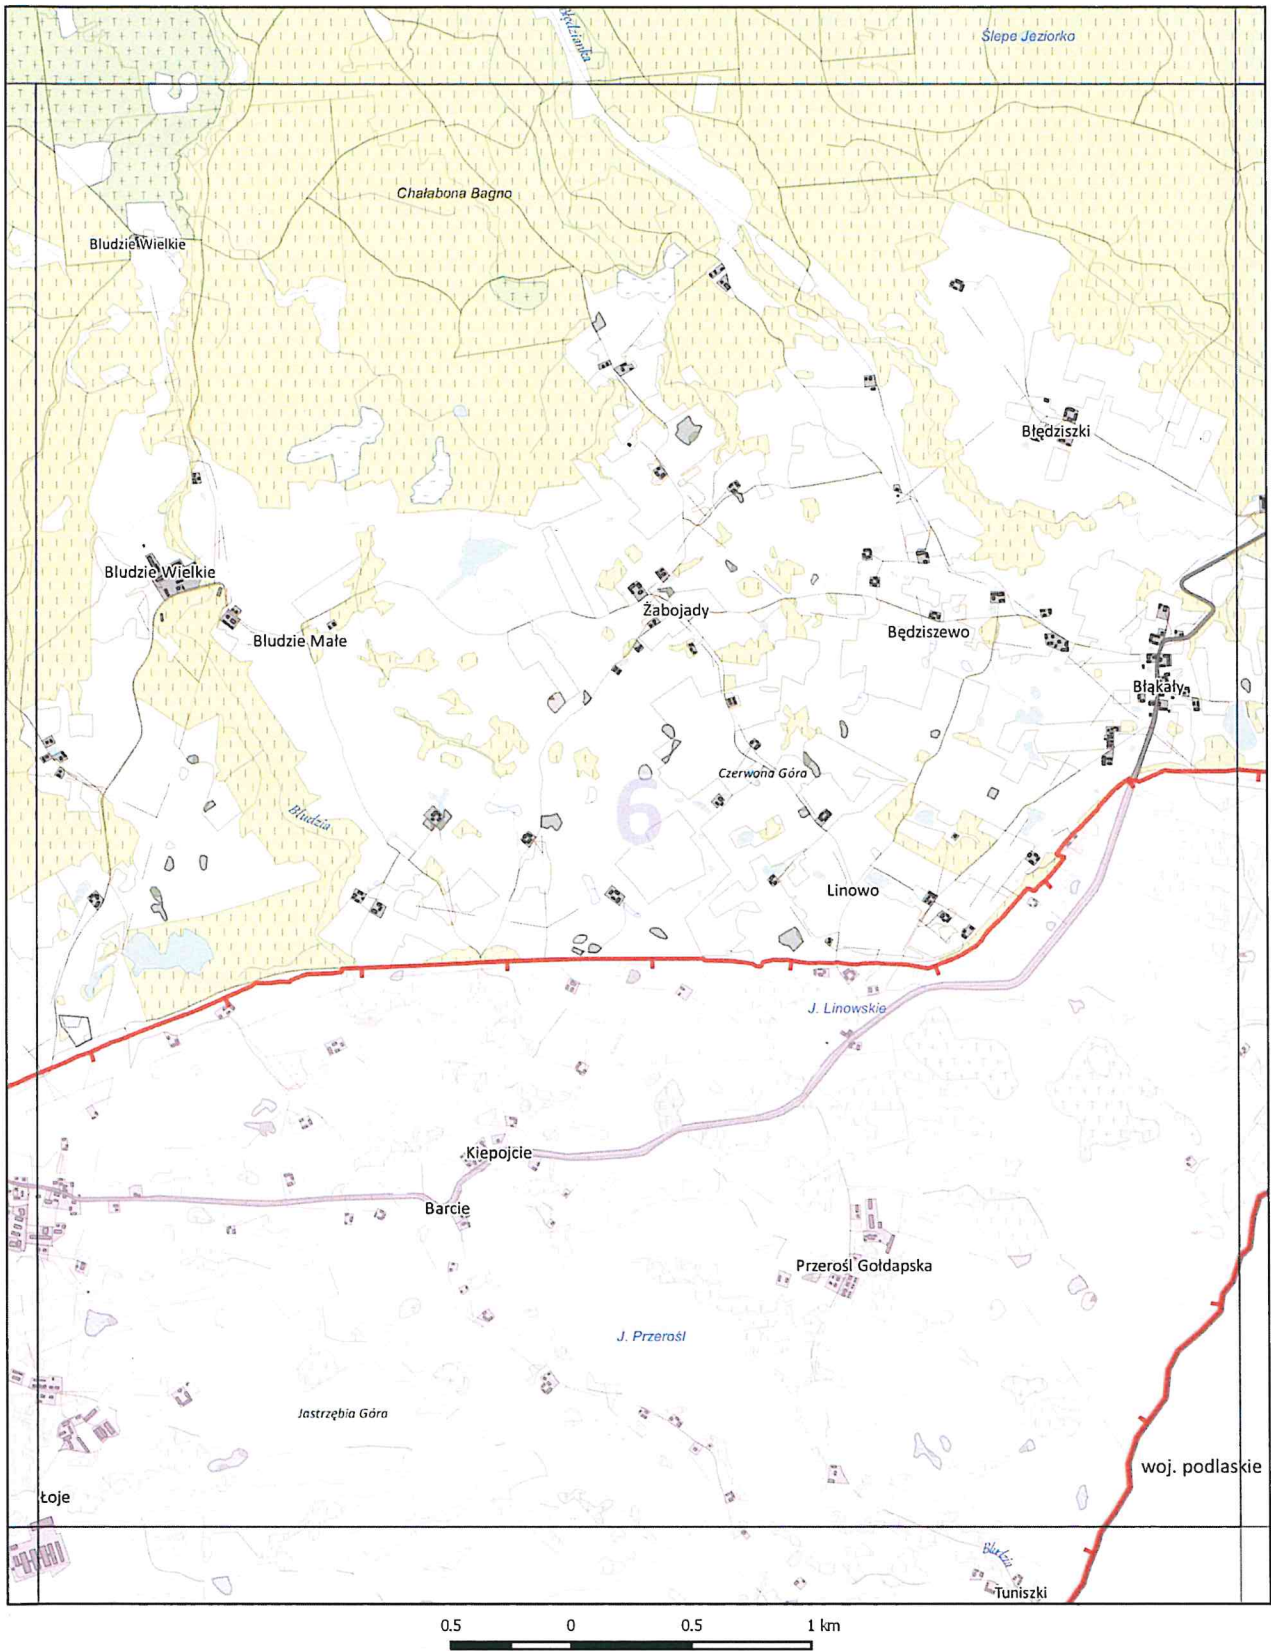 Błędzianka
Ślepe Jeziorko
Chałabona Bagno
Bludzie Wielkie
Błędziszki
Bludzie Wielkie
Żabojady
Bludzie Małe
Będziszewo
Błąkały
Czerwona Góra
6
Bludzia
Linowo
J. Linowskie
Kiepojcie
Barcie
Przerośl Gołdapska
J. Przerośl
Jastrzębia Góra
woj. podlaskie
Łoje
Bludzia
Tuniszki
0.5 0 0.5 1 km